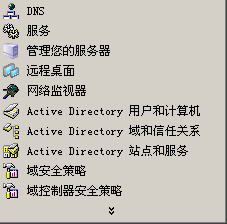 DNS
服务
管理您的服务器
远程桌面
网络监视器
Active Directory 用户和计算机
Active Directory 域和信任关系
Active Directory 站点和服务
域安全策略
域控制器安全策略